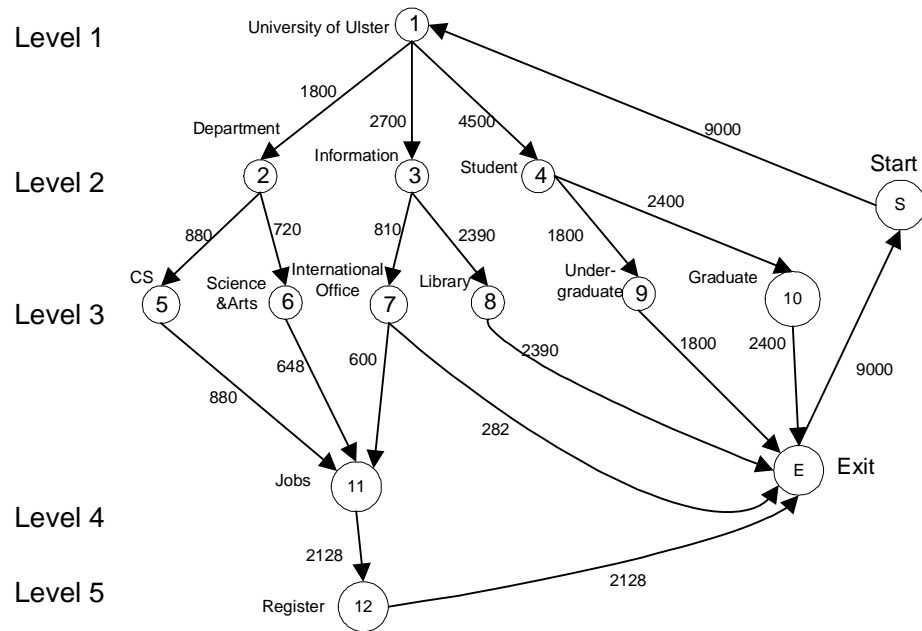 Level 1
University of Ulster
1
1800
2700
4500
9000
Department
Information
Student
Start
Level 2
2
3
4
S
2400
880
720
810
2390
1800
CS
Science
&Arts
International
Office
Library
Under-
graduate
Graduate
Level 3
5
6
7
8
9
10
880
648
600
282
2390
1800
2400
9000
Jobs
11
E
Exit
Level 4
2128
2128
Level 5
Register
12